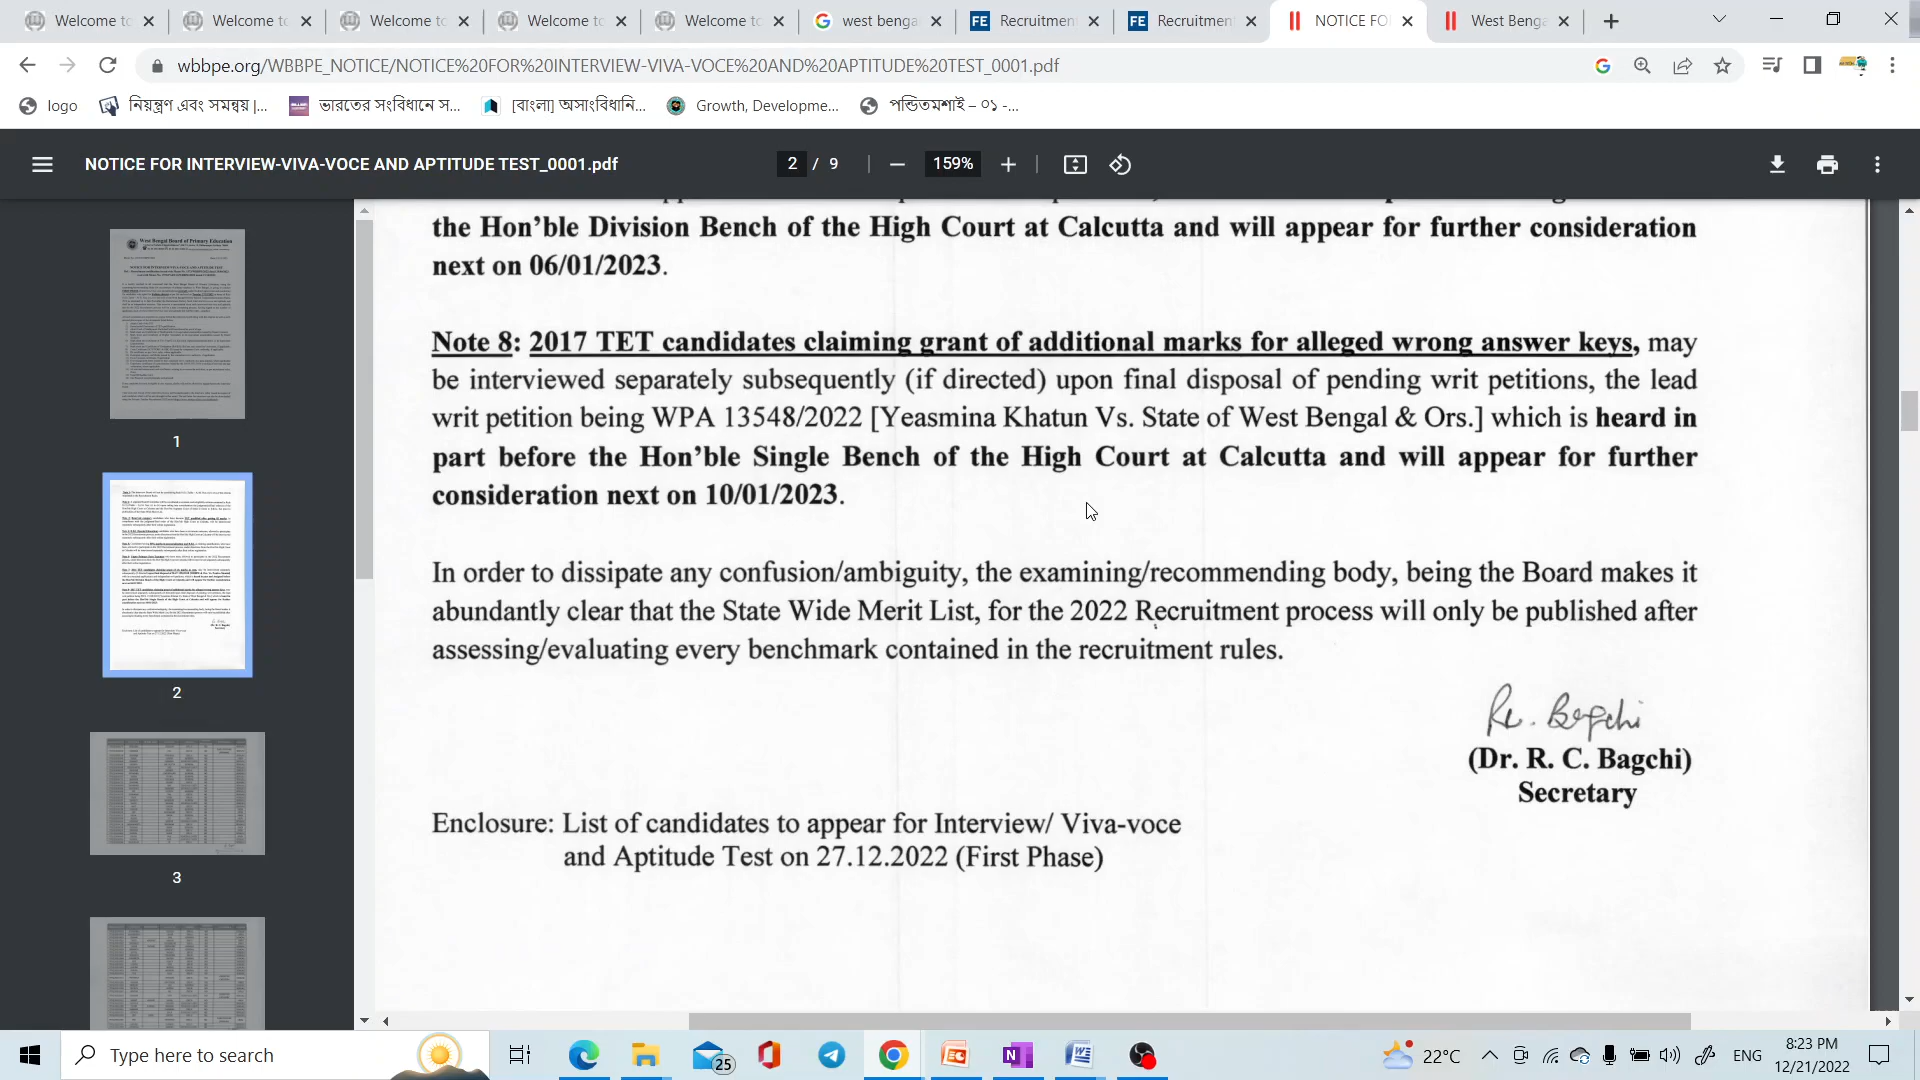 Welcome to
Welcome to
Welcome to
Welcome to
Welcome to
west benga
Recruitmen
Recruitmen
NOTICE FO
West Benga
wbbpe.org/WBBPE_NOTICE/NOTICE%20FOR%20INTERVIEW-VIVA-VOCE%20AND%20APTITUDE%20TEST_0001.pdf
logo
নিয়ন্ত্রণ এবং সমন্বয় |...
ভারতের সংবিধানে স...
[বাংলা] অসাংবিধানি...
Growth, Developme...
পন্ডিতমশাই – ০১ -...
NOTICE FOR INTERVIEW-VIVA-VOCE AND APTITUDE TEST_0001.pdf
2 / 9
159%
West Bengal Board of Primary Education
1
2
3
the Hon’ble Division Bench of the High Court at Calcutta and will appear for further consideration
next on 06/01/2023.
Note 8: 2017 TET candidates claiming grant of additional marks for alleged wrong answer keys, may
be interviewed separately subsequently (if directed) upon final disposal of pending writ petitions, the lead
writ petition being WPA 13548/2022 [Yeasmina Khatun Vs. State of West Bengal & Ors.] which is heard in
part before the Hon’ble Single Bench of the High Court at Calcutta and will appear for further
consideration next on 10/01/2023.
In order to dissipate any confusion/ambiguity, the examining/recommending body, being the Board makes it
abundantly clear that the State Wide Merit List, for the 2022 Recruitment process will only be published after
assessing/evaluating every benchmark contained in the recruitment rules.
R.C. Bagchi
(Dr. R. C. Bagchi)
Secretary
Enclosure: List of candidates to appear for Interview/ Viva-voce
and Aptitude Test on 27.12.2022 (First Phase)
Type here to search
25
22°C
ENG
8:23 PM
12/21/2022